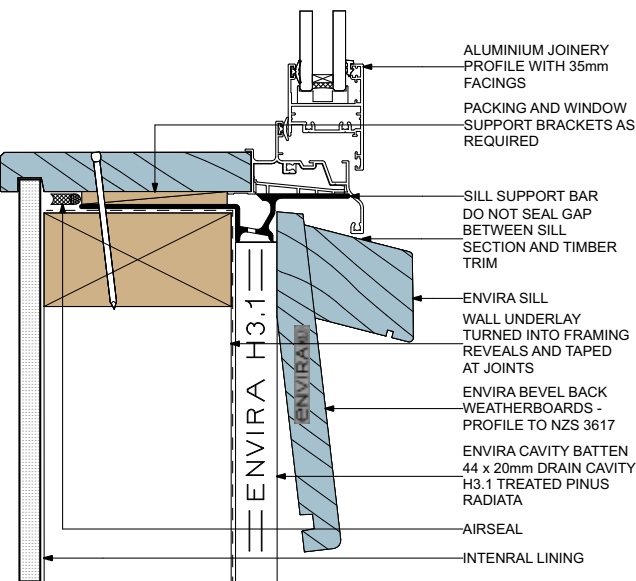 ALUMINIUM JOINERY
PROFILE WITH 35mm
FACINGS
PACKING AND WINDOW
SUPPORT BRACKETS AS
REQUIRED
SILL SUPPORT BAR
DO NOT SEAL GAP
BETWEEN SILL
SECTION AND TIMBER
TRIM
ENVIRA SILL
WALL UNDERLAY
TURNED INTO FRAMING
REVEALS AND TAPED
AT JOINTS
ENVIRA BEVEL BACK
WEATHERBOARDS -
PROFILE TO NZS 3617
ENVIRA CAVITY BATTEN
44 x 20mm DRAIN CAVITY
H3.1 TREATED PINUS
RADIATA
AIRSEAL
INTENRAL LINING
ENVIRA H3.1
ENVIRA